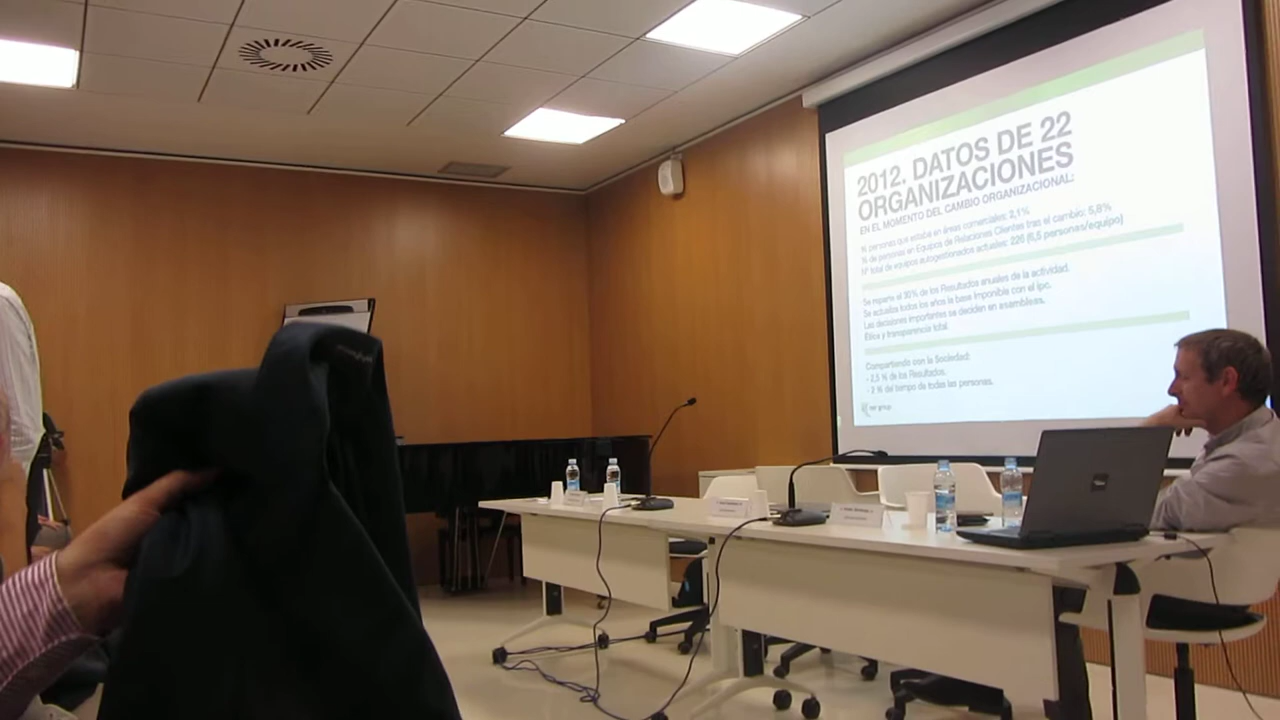 2012. DATOS DE 22
ORGANIZACIONES
EN EL MOMENTO DEL CAMBIO ORGANIZACIONAL:
% personas que estaba en áreas comerciales: 2,1%
% de personas en Equipos de Relaciones Clientes tras el cambio: 5,8%
Nº total de equipos autogestionados actuales: 226 (6,5 personas/equipo)
Se reparte el 30% de los Resultados anuales de la actividad.
Se actualiza todos los años la base imponible con el ipc.
Las decisiones importantes se deciden en asambleas.
Ética y transparencia total.
Compartiendo con la Sociedad:
- 2,5 % de los Resultados.
- 2 % del tiempo de todas las personas.
ner group